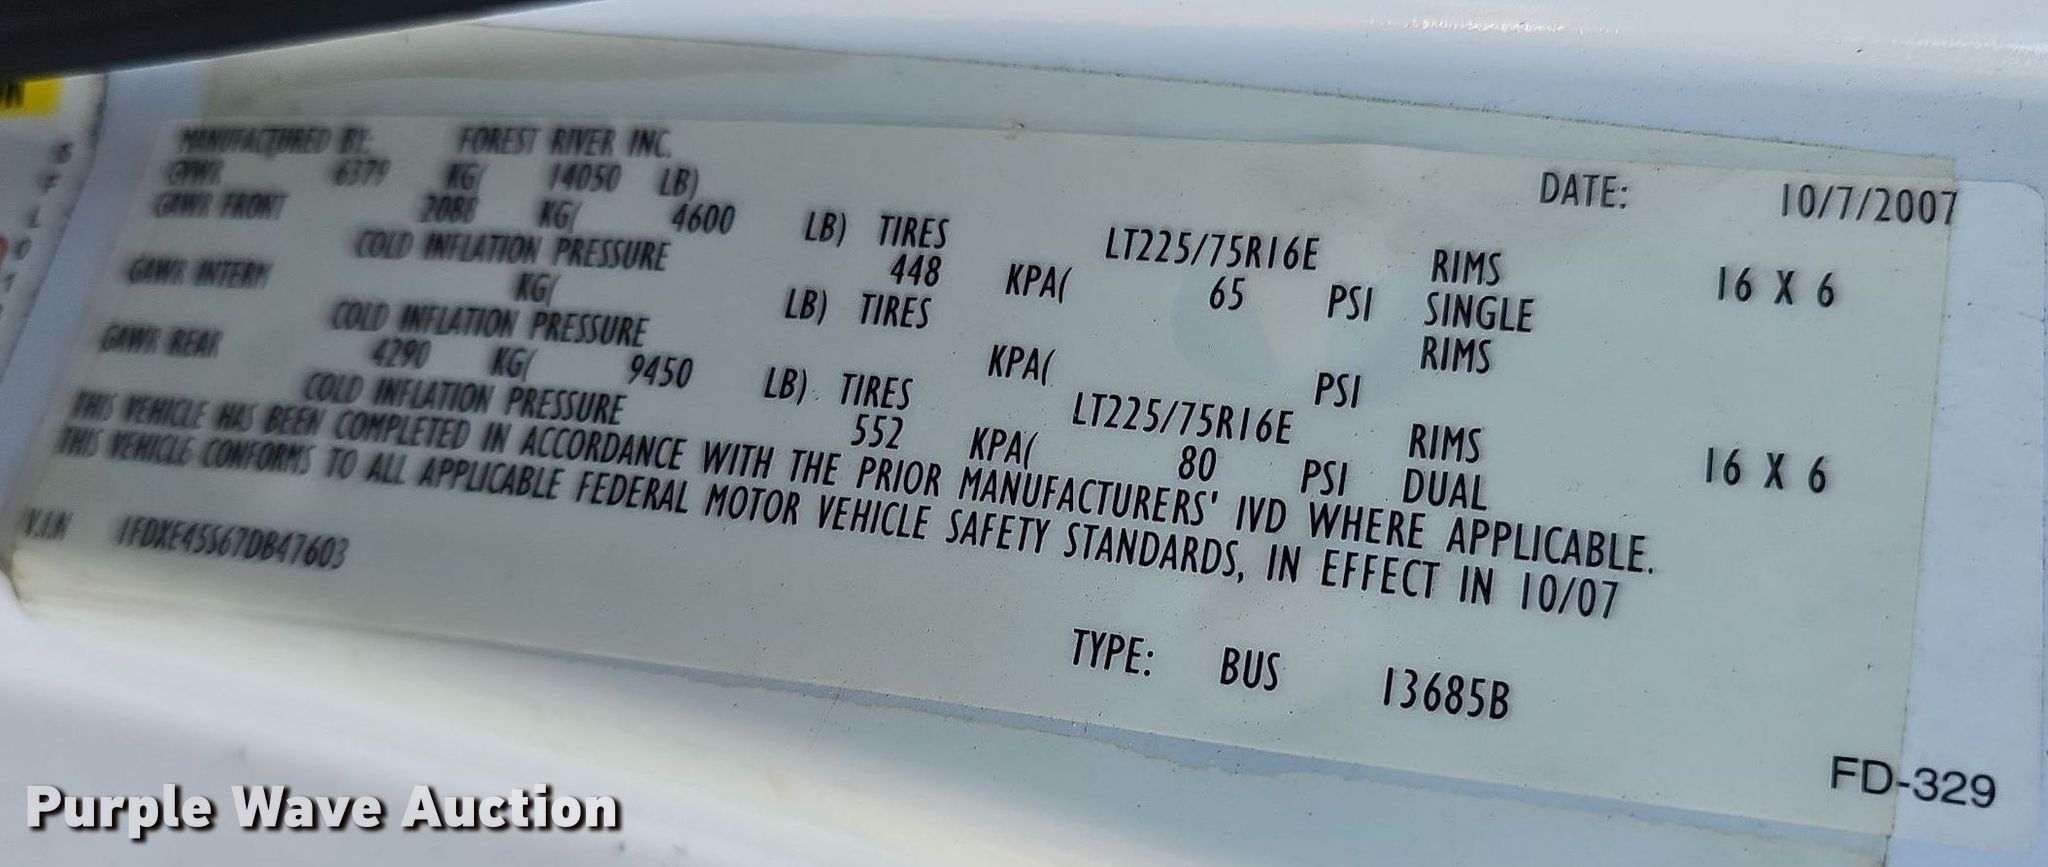 MANUFACTURED BY: FOREST RIVER INC. DATE: 10/7/2007
GVWR 6379 KG( 14050 LB)
GAWR FRONT 2088 KG( 4600 LB) TIRES LT225/75R16E RIMS 16 X 6
COLD INFLATION PRESSURE 448 KPA( 65 PSI SINGLE
GAWR INTERM KG( LB) TIRES RIMS
COLD INFLATION PRESSURE KPA( PSI
GAWR REAR 4290 KG( 9450 LB) TIRES LT225/75R16E RIMS 16 X 6
COLD INFLATION PRESSURE 552 KPA( 80 PSI DUAL
THIS VEHICLE HAS BEEN COMPLETED IN ACCORDANCE WITH THE PRIOR MANUFACTURERS' IVD WHERE APPLICABLE.
THIS VEHICLE CONFORMS TO ALL APPLICABLE FEDERAL MOTOR VEHICLE SAFETY STANDARDS, IN EFFECT IN 10/07
V.I.N 1FDXE45S67DB47603
TYPE: BUS 13685B
FD-329
Purple Wave Auction